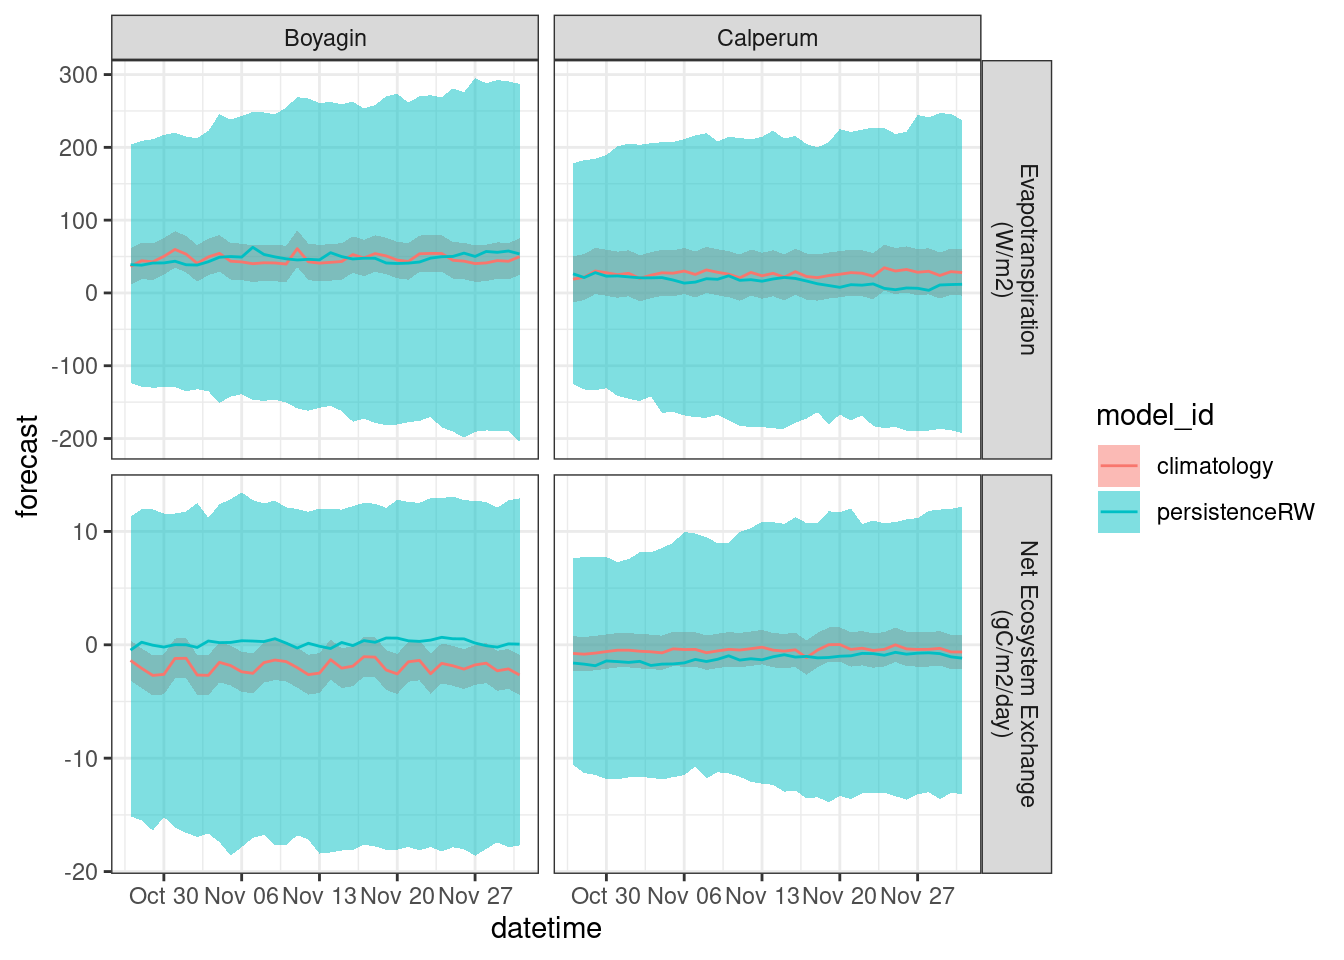 Boyagin
Calperum
300
200
100
0
-100
-200
Evapotranspiration
(W/m2)
10
0
-10
-20
Net Ecosystem Exchange
(gC/m2/day)
forecast
Oct 30 Nov 06 Nov 13 Nov 20 Nov 27
Oct 30 Nov 06 Nov 13 Nov 20 Nov 27
datetime
model_id
climatology
persistenceRW